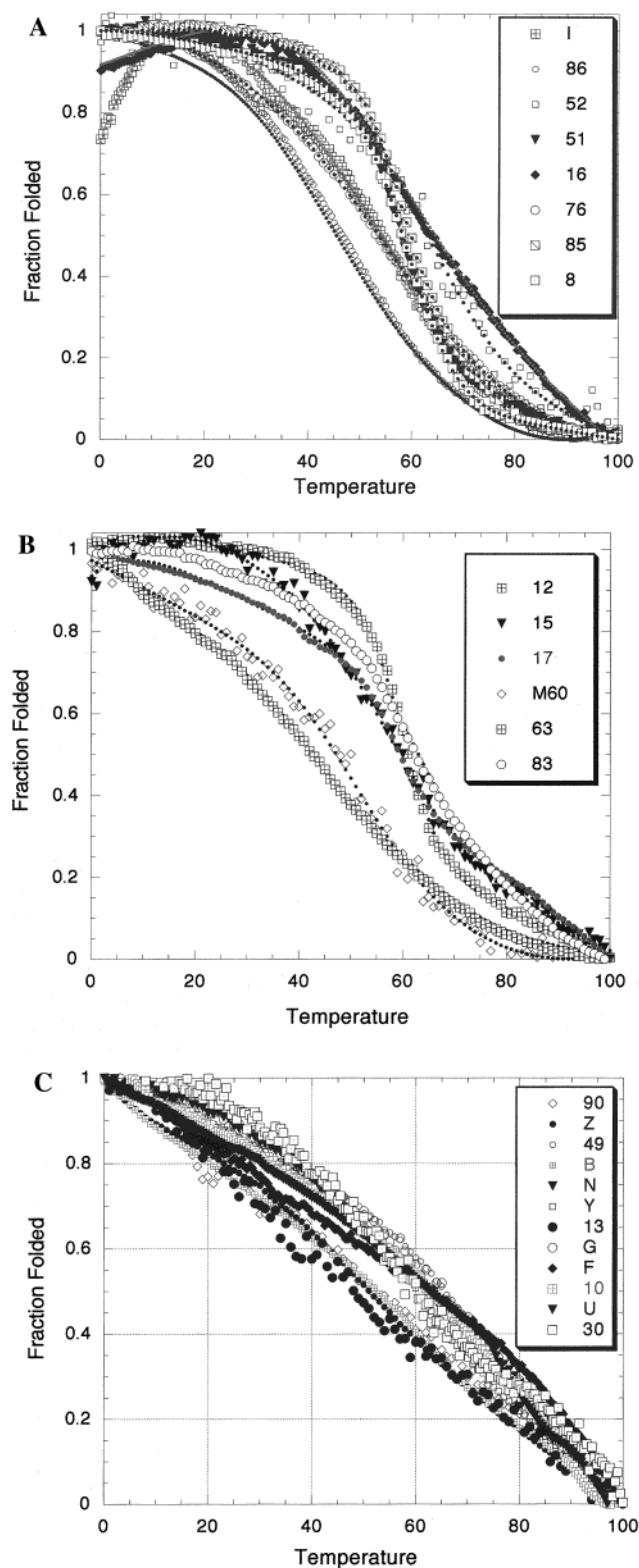 A
Fraction Folded
1
0.8
0.6
0.4
0.2
0
0 20 40 60 80 100
Temperature
I
86
52
51
16
76
85
8
B
Fraction Folded
1
0.8
0.6
0.4
0.2
0
0 20 40 60 80 100
Temperature
12
15
17
M60
63
83
C
Fraction Folded
1
0.8
0.6
0.4
0.2
0
0 20 40 60 80 100
Temperature
90
Z
49
B
N
Y
13
G
F
10
U
30